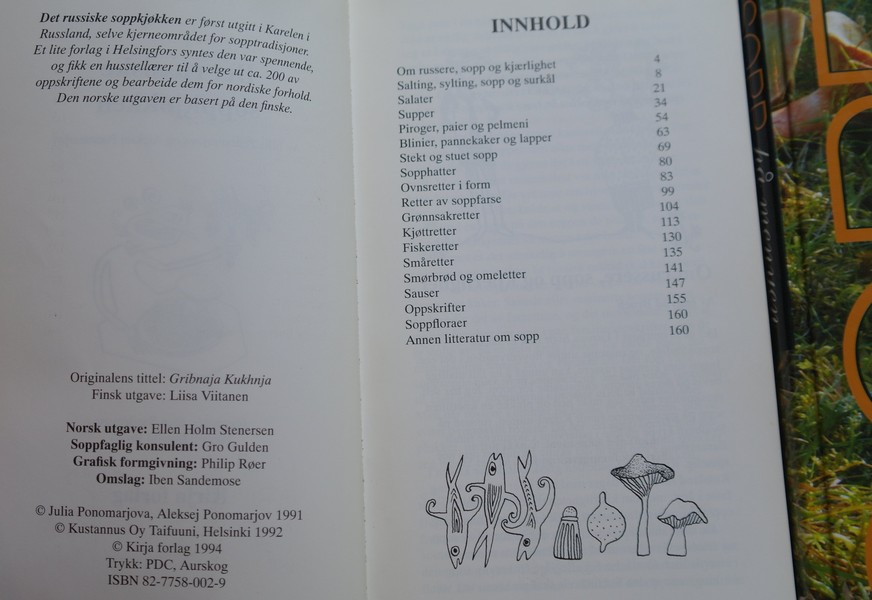 Det russiske soppkjøkken er først utgitt i Karelen i
Russland, selve kjerneområdet for sopptradisjoner.
Et lite forlag i Helsingfors syntes den var spennende,
og fikk en husstellærer til å velge ut ca. 200 av
oppskriftene og bearbeide dem for nordiske forhold.
Den norske utgaven er basert på den finske.
Originalens tittel: Gribnaja Kukhnja
Finsk utgave: Liisa Viitanen
Norsk utgave: Ellen Holm Stenersen
Soppfaglig konsulent: Gro Gulden
Grafisk formgivning: Philip Røer
Omslag: Iben Sandemose
© Julia Ponomarjova, Aleksej Ponomarjov 1991
© Kustannus Oy Taifuuni, Helsinki 1992
© Kirja forlag 1994
Trykk: PDC, Aurskog
ISBN 82-7758-002-9
INNHOLD
Om russere, sopp og kjærlighet 4
Salting, sylting, sopp og surkål 8
Salater 21
Supper 34
Piroger, paier og pelmeni 54
Blinier, pannekaker og lapper 63
Stekt og stuet sopp 69
Sopphatter 80
Ovnsretter i form 83
Retter av soppfarse 99
Grønnsakretter 104
Kjøttretter 113
Fiskeretter 130
Småretter 135
Smørbrød og omeletter 141
Sauser 147
Oppskrifter 155
Soppfloraer 160
Annen litteratur om sopp 160
SOPP